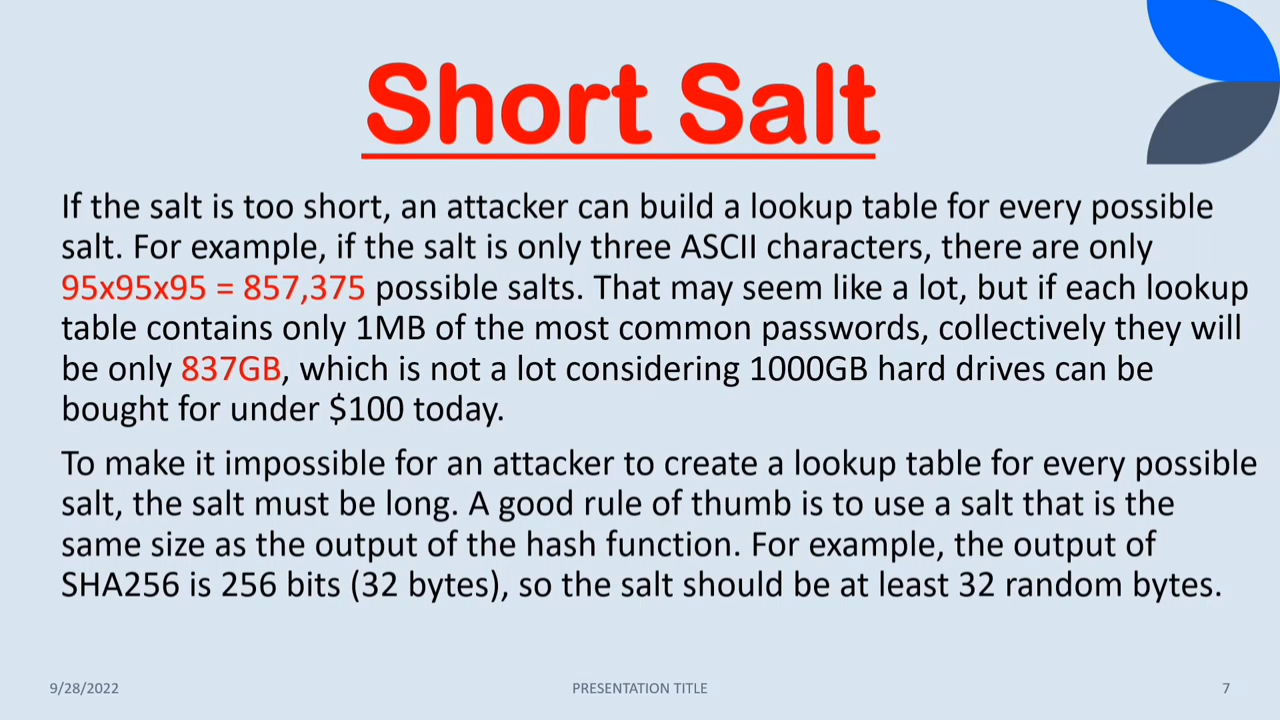 Short Salt
If the salt is too short, an attacker can build a lookup table for every possible
salt. For example, if the salt is only three ASCII characters, there are only
95x95x95 = 857,375 possible salts. That may seem like a lot, but if each lookup
table contains only 1MB of the most common passwords, collectively they will
be only 837GB, which is not a lot considering 1000GB hard drives can be
bought for under $100 today.
To make it impossible for an attacker to create a lookup table for every possible
salt, the salt must be long. A good rule of thumb is to use a salt that is the
same size as the output of the hash function. For example, the output of
SHA256 is 256 bits (32 bytes), so the salt should be at least 32 random bytes.
9/28/2022
PRESENTATION TITLE
7